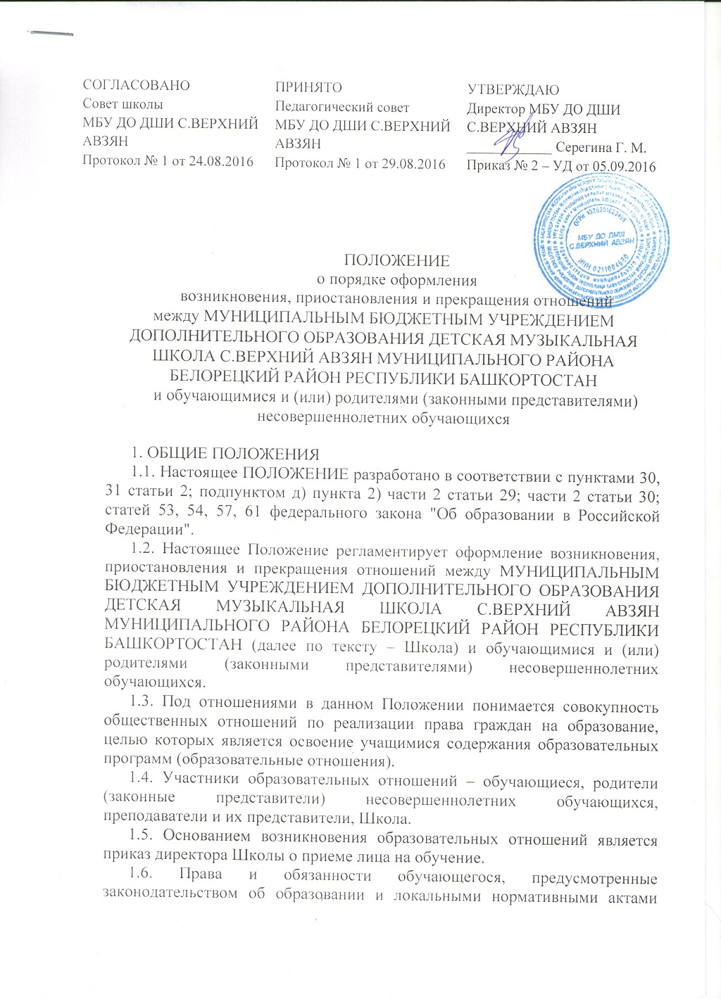 СОГЛАСОВАНО
Совет школы
МБУ ДО ДШИ С.ВЕРХНИЙ
АВЗЯН
Протокол № 1 от 24.08.2016
ПРИНЯТО
Педагогический совет
МБУ ДО ДШИ С.ВЕРХНИЙ
АВЗЯН
Протокол № 1 от 29.08.2016
УТВЕРЖДАЮ
Директор МБУ ДО ДШИ
С.ВЕРХНИЙ АВЗЯН
____________ Серегина Г. М.
Приказ № 2 – УД от 05.09.2016
МБУ ДО ДМШ
С.ВЕРХНИЙ АВЗЯН
ИНН 0211004680
ПОЛОЖЕНИЕ
о порядке оформления
возникновения, приостановления и прекращения отношений
между МУНИЦИПАЛЬНЫМ БЮДЖЕТНЫМ УЧРЕЖДЕНИЕМ
ДОПОЛНИТЕЛЬНОГО ОБРАЗОВАНИЯ ДЕТСКАЯ МУЗЫКАЛЬНАЯ
ШКОЛА С.ВЕРХНИЙ АВЗЯН МУНИЦИПАЛЬНОГО РАЙОНА
БЕЛОРЕЦКИЙ РАЙОН РЕСПУБЛИКИ БАШКОРТОСТАН
и обучающимися и (или) родителями (законными представителями)
несовершеннолетних обучающихся
1. ОБЩИЕ ПОЛОЖЕНИЯ
1.1. Настоящее ПОЛОЖЕНИЕ разработано в соответствии с пунктами 30,
31 статьи 2; подпунктом д) пункта 2) части 2 статьи 29; части 2 статьи 30;
статей 53, 54, 57, 61 федерального закона "Об образовании в Российской
Федерации".
1.2. Настоящее Положение регламентирует оформление возникновения,
приостановления и прекращения отношений между МУНИЦИПАЛЬНЫМ
БЮДЖЕТНЫМ УЧРЕЖДЕНИЕМ ДОПОЛНИТЕЛЬНОГО ОБРАЗОВАНИЯ
ДЕТСКАЯ МУЗЫКАЛЬНАЯ ШКОЛА С.ВЕРХНИЙ АВЗЯН
МУНИЦИПАЛЬНОГО РАЙОНА БЕЛОРЕЦКИЙ РАЙОН РЕСПУБЛИКИ
БАШКОРТОСТАН (далее по тексту – Школа) и обучающимися и (или)
родителями (законными представителями) несовершеннолетних
обучающихся.
1.3. Под отношениями в данном Положении понимается совокупность
общественных отношений по реализации права граждан на образование,
целью которых является освоение учащимися содержания образовательных
программ (образовательные отношения).
1.4. Участники образовательных отношений – обучающиеся, родители
(законные представители) несовершеннолетних обучающихся,
преподаватели и их представители, Школа.
1.5. Основанием возникновения образовательных отношений является
приказ директора Школы о приеме лица на обучение.
1.6. Права и обязанности обучающегося, предусмотренные
законодательством об образовании и локальными нормативными актами